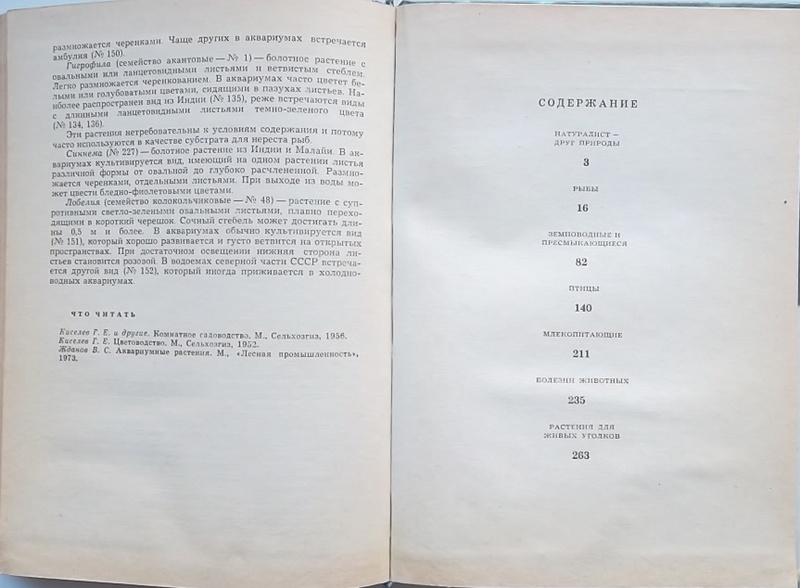 размножается черенками. Чаще других в аквариумах встречается
амбулия (№ 150).
Гигрофила (семейство акантовые — № 1) — болотное растение с
овальными или ланцетовидными листьями и ветвистым стеблем.
Легко размножается черенкованием. В аквариумах часто цветет бе-
лыми или голубоватыми цветами, сидящими в пазухах листьев. На-
иболее распространен вид из Индии (№ 135), реже встречаются виды
с длинными ланцетовидными листьями темно-зеленого цвета
(№ 134, 136).
Эти растения нетребовательны к условиям содержания и потому
часто используются в качестве субстрата для нереста рыб.
Синнема (№ 227) — болотное растение из Индии и Малайи. В ак-
вариумах культивируется вид, имеющий на одном растении листья
различной формы от овальной до глубоко расчлененной. Размно-
жается черенками, отдельными листьями. При выходе из воды мо-
жет цвести бледно-фиолетовыми цветами.
Лобелия (семейство колокольчиковые — № 48) — растение с суп-
ротивными светло-зелеными овальными листьями, плавно перехо-
дящими в короткий черешок. Сочный стебель может достигать дли-
ны 0,5 м и более. В аквариумах обычно культивируется вид
(№ 151), который хорошо развивается и густо ветвится на открытых
пространствах. При достаточном освещении нижняя сторона ли-
стьев становится розовой. В водоемах северной части СССР встреча-
ется другой вид (№ 152), который иногда приживается в холодно-
водных аквариумах.
ЧТО ЧИТАТЬ
Киселев Г. Е. и другие. Комнатное садоводство. М., Сельхозгиз, 1956.
Киселев Г. Е. Цветоводство. М., Сельхозгиз, 1952.
Жданов В. С. Аквариумные растения. М., «Лесная промышленность»,
1973.
СОДЕРЖАНИЕ
НАТУРАЛИСТ —
ДРУГ ПРИРОДЫ
3
РЫБЫ
16
ЗЕМНОВОДНЫЕ И
ПРЕСМЫКАЮЩИЕСЯ
82
ПТИЦЫ
140
МЛЕКОПИТАЮЩИЕ
211
БОЛЕЗНИ ЖИВОТНЫХ
235
РАСТЕНИЯ ДЛЯ
ЖИВЫХ УГОЛКОВ
263